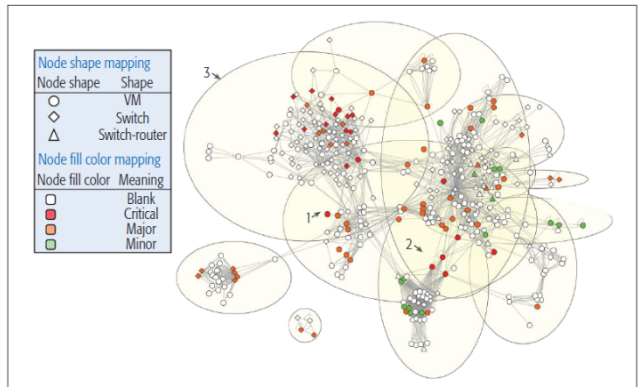 Node shape mapping
Node shape Shape
VM
Switch
Switch-router
Node fill color mapping
Node fill color Meaning
Blank
Critical
Major
Minor
3
1
2